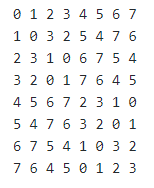 0 1 2 3 4 5 6 7
1 0 3 2 5 4 7 6
2 3 1 0 6 7 5 4
3 2 0 1 7 6 4 5
4 5 6 7 2 3 1 0
5 4 7 6 3 2 0 1
6 7 5 4 1 0 3 2
7 6 4 5 0 1 2 3